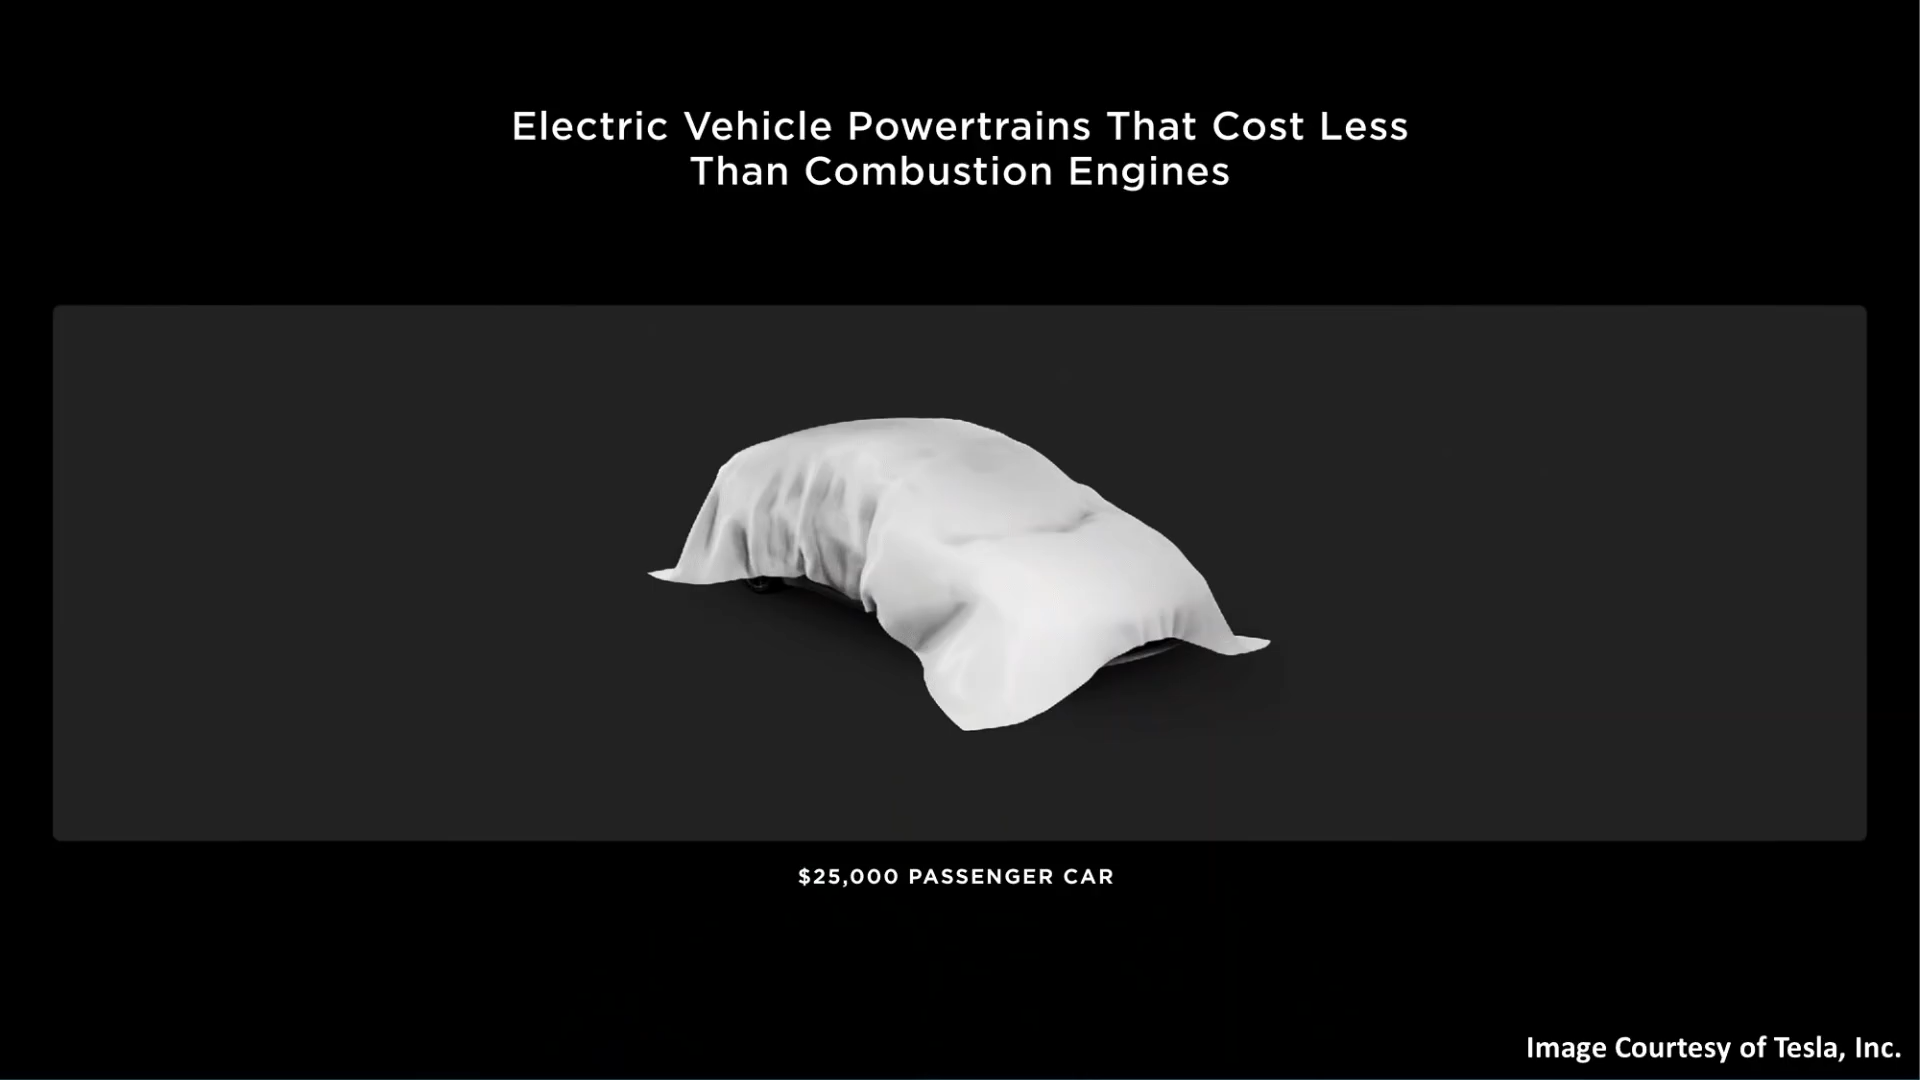 Electric Vehicle Powertrains That Cost Less
Than Combustion Engines
$25,000 PASSENGER CAR
Image Courtesy of Tesla, Inc.